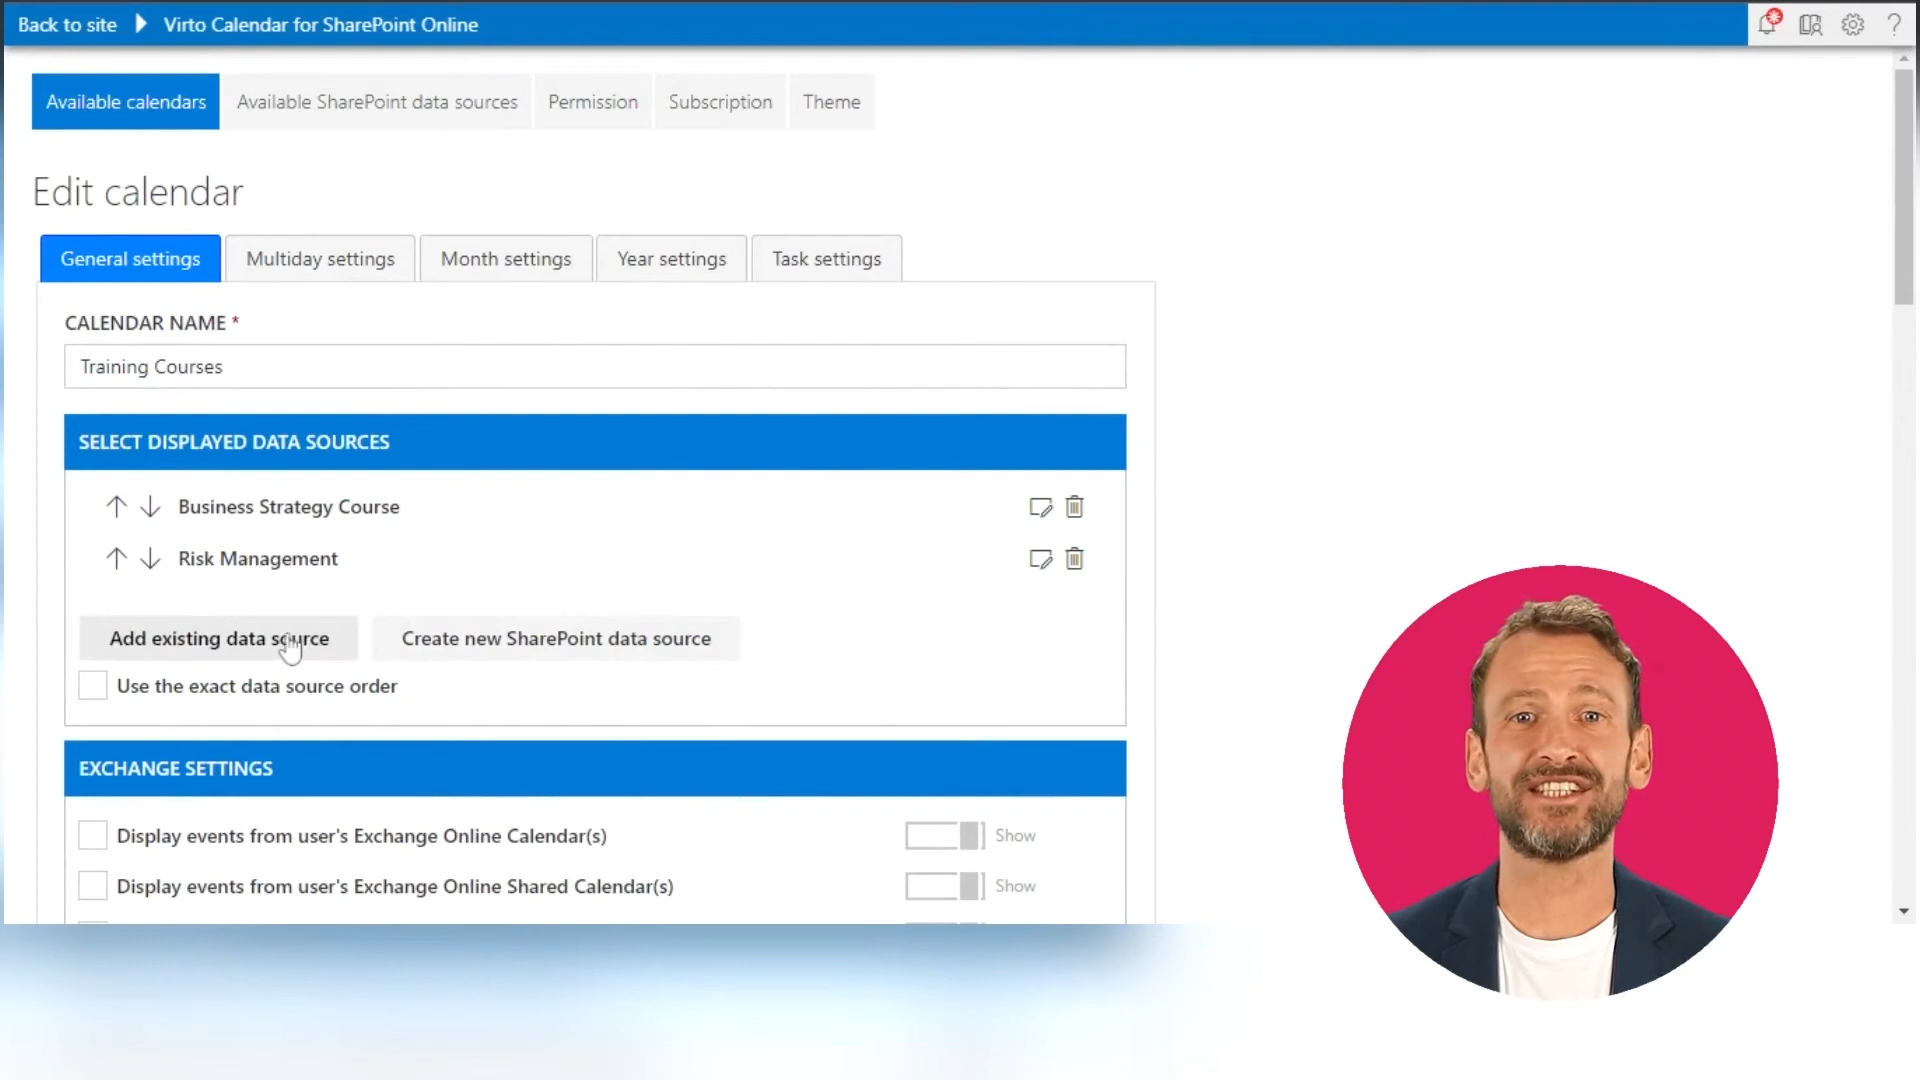 Back to site Virto Calendar for SharePoint Online
?
Available calendars Available SharePoint data sources Permission Subscription Theme
Edit calendar
General settings Multiday settings Month settings Year settings Task settings
CALENDAR NAME *
Training Courses
SELECT DISPLAYED DATA SOURCES
Business Strategy Course
Risk Management
Add existing data source Create new SharePoint data source
Use the exact data source order
EXCHANGE SETTINGS
Display events from user's Exchange Online Calendar(s) Show
Display events from user's Exchange Online Shared Calendar(s) Show